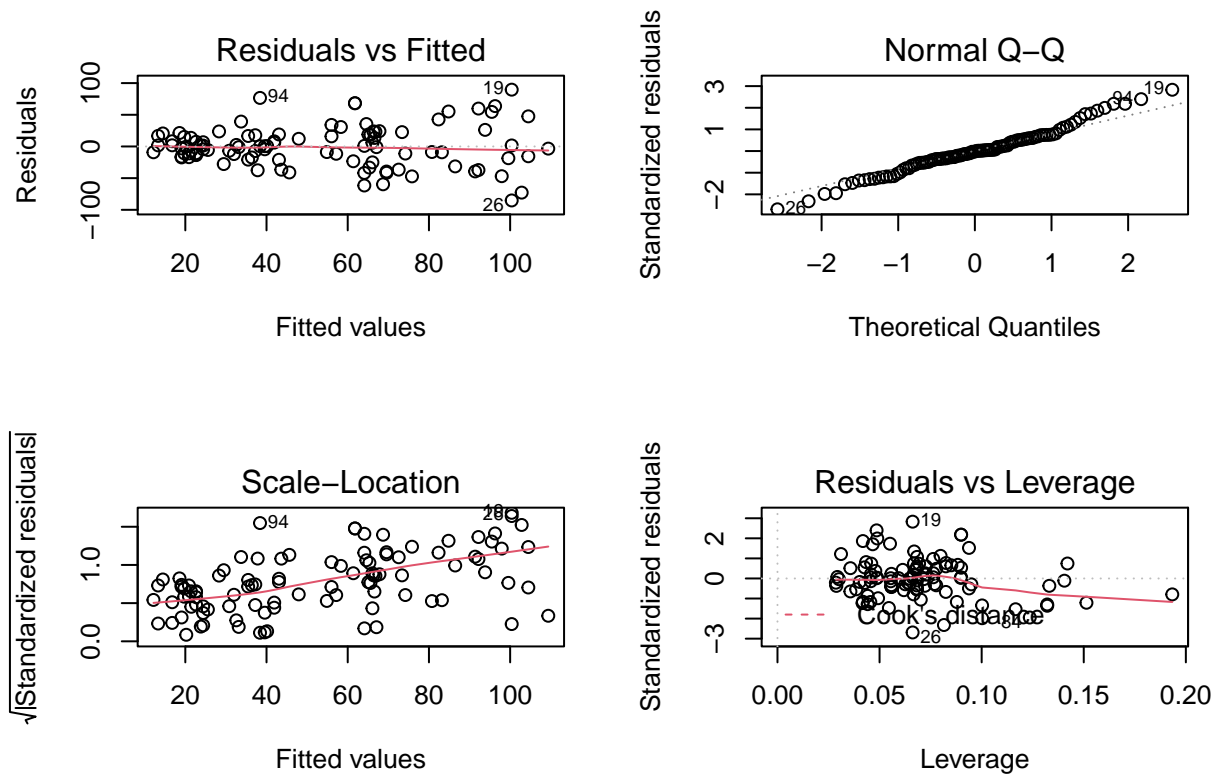 Residuals vs Fitted
Residuals
100
0
−100
94
19
26
20 40 60 80 100
Fitted values
Normal Q−Q
Standardized residuals
3
1
−2
94 19
26
−2 −1 0 1 2
Theoretical Quantiles
Scale−Location
√|Standardized residuals|
1.0
0.0
94
20 40 60 80 100
Fitted values
Residuals vs Leverage
Standardized residuals
2
0
−3
19
Cook's distance
26
0.00 0.05 0.10 0.15 0.20
Leverage